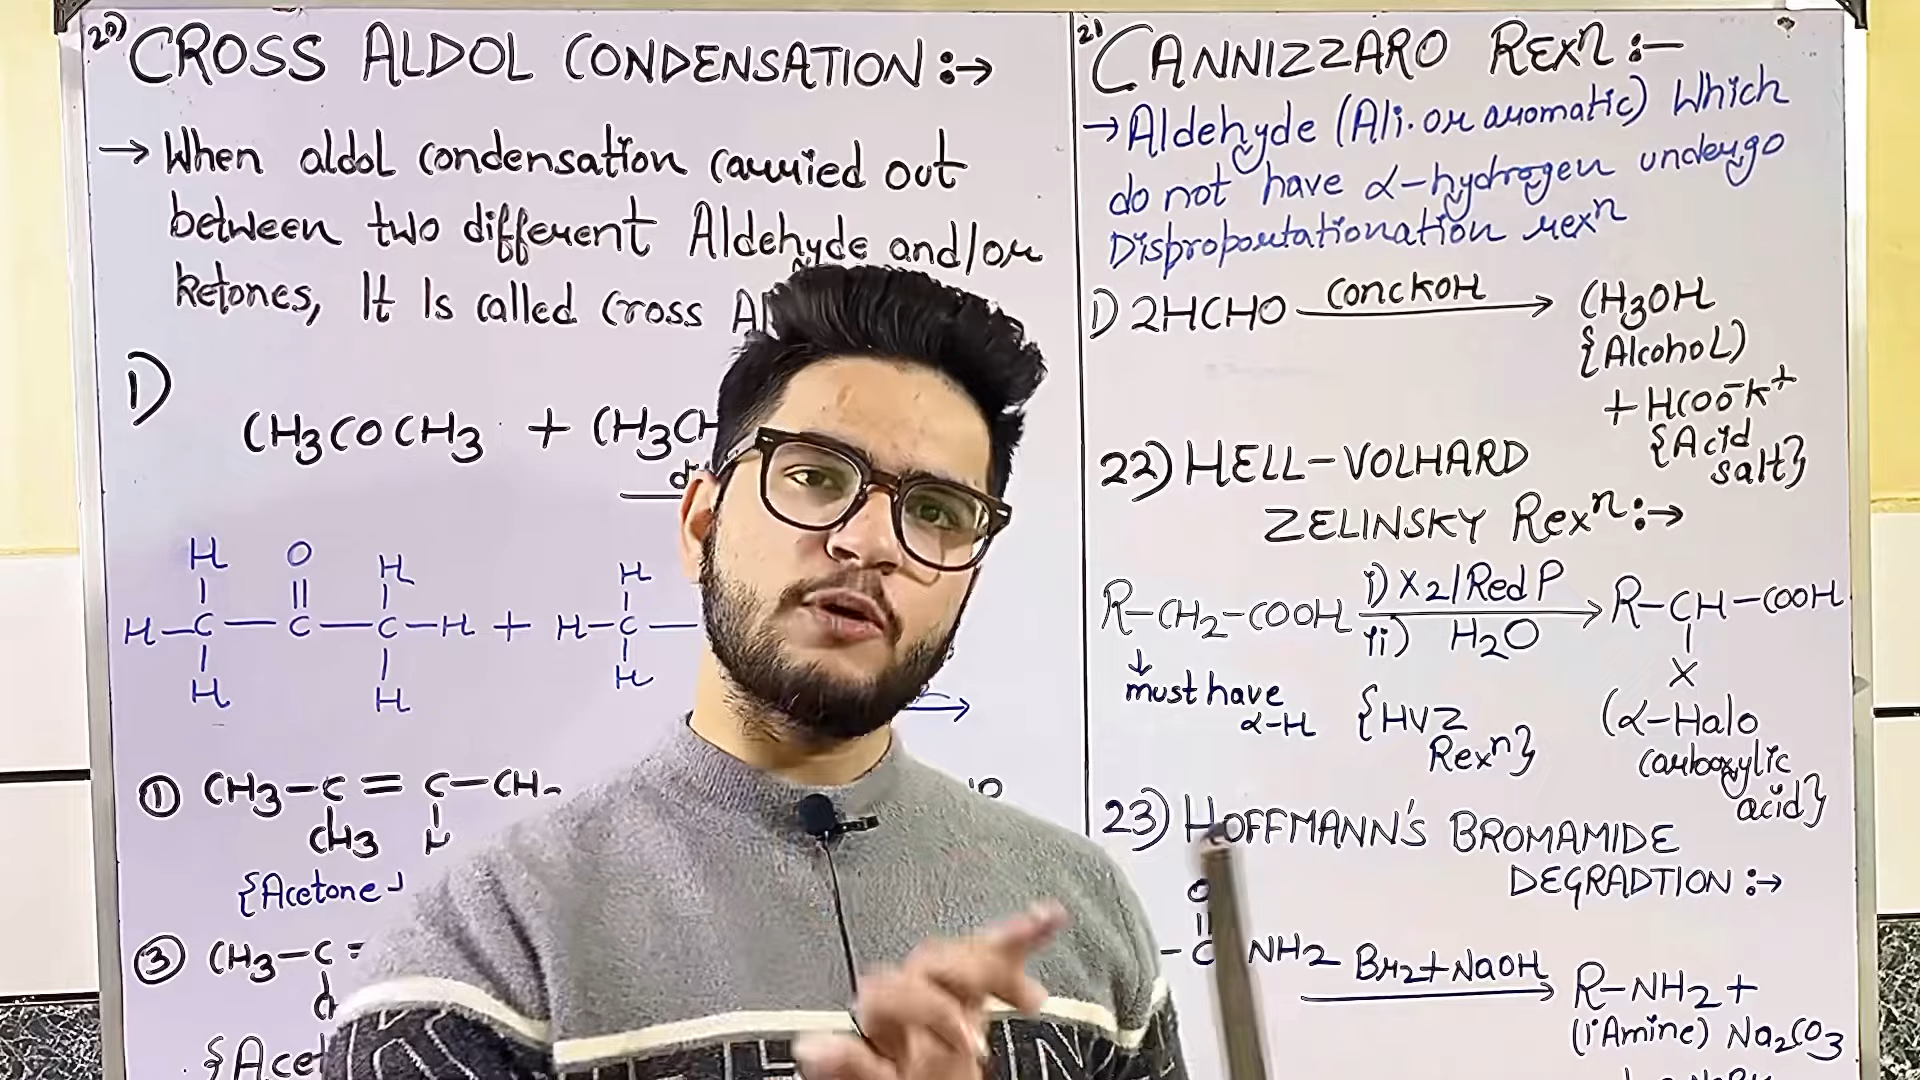 20) CROSS ALDOL CONDENSATION :→
→ When aldol condensation carried out
between two different Aldehyde and/or
ketones, It Is called Cross
1)
CH3COCH3 + CH3CH
H O H H
H-C-C-C-H + H-C-
H H H
① CH3-C=C-CH
CH3 H
{Acetone
③ CH3-C=
{Acet
21) CANNIZZARO Rexn :-
→ Aldehyde (Ali. or aromatic) Which
do not have α-hydrogen undergo
Disproportationation rexn
1) 2HCHO conc KOH → CH3OH
{Alcohol)
+ HCOO-K+
{Acid
salt}
22) HELL-VOLHARD
ZELINSKY Rexn :→
R-CH2-COOH i) X2/Red P → R-CH-COOH
ii) H2O
X
↓
must have
α-H
{HVZ
Rexn}
(α-Halo
carboxylic
acid}
23) HOFFMANN'S BROMAMIDE
DEGRADTION :→
O
-C NH2 Br2+NaOH → R-NH2 +
(1°Amine) Na2CO3